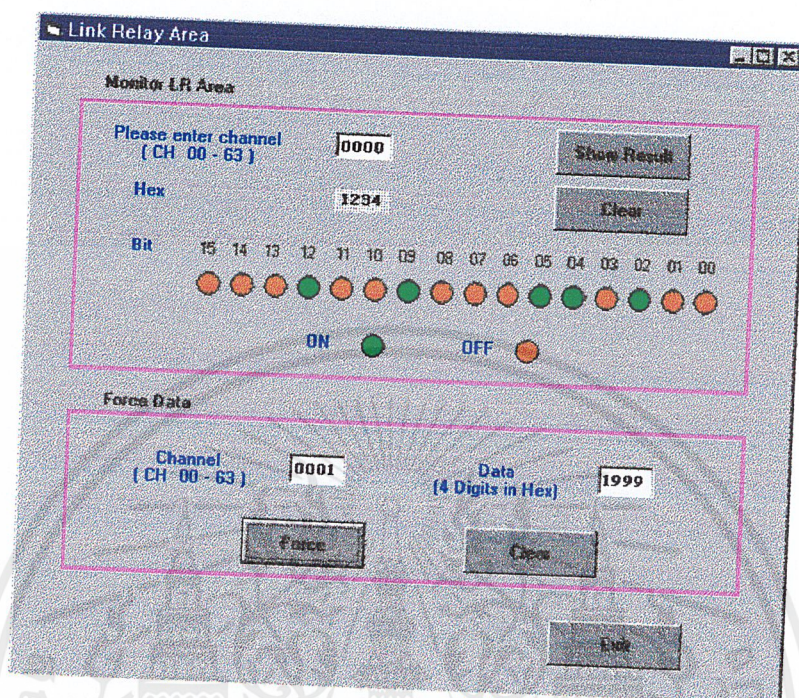 Link Relay Area
Monitor LR Area
Please enter channel
( CH 00 - 63 )
0000
Show Result
Hex
1234
Clear
Bit
15 14 13 12 11 10 09 08 07 06 05 04 03 02 01 00
ON
OFF
Force Data
Channel
( CH 00 - 63 )
0001
Data
(4 Digits in Hex)
1999
Force
Clear
Exit